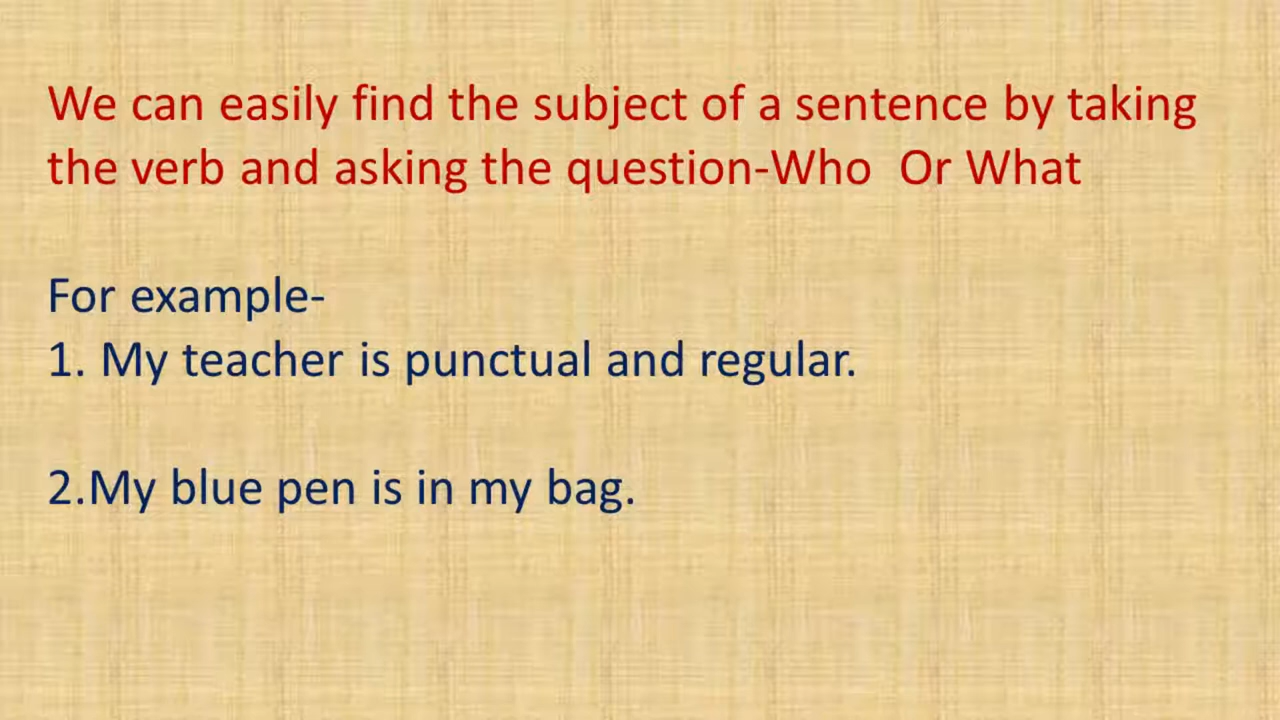 We can easily find the subject of a sentence by taking
the verb and asking the question-Who  Or What
For example-
1. My teacher is punctual and regular.
2.My blue pen is in my bag.